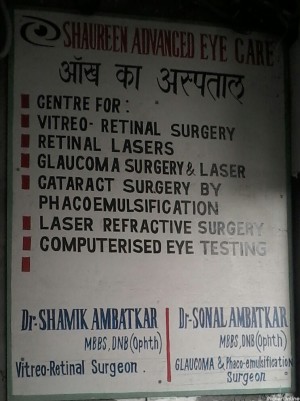 SHAUREEN ADVANCED EYE CARE
आँख का अस्पताल
CENTRE FOR :
VITREO- RETINAL SURGERY
RETINAL LASERS
GLAUCOMA SURGERY & LASER
CATARACT SURGERY BY
PHACOEMULSIFICATION
LASER REFRACTIVE SURGERY
COMPUTERISED EYE TESTING
Dr. SHAMIK AMBATKAR
MBBS, DNB (Ophth)
Vitreo-Retinal Surgeon .
Dr. SONAL AMBATKAR
MBBS, DNB (Ophth)
GLAUCOMA & Phaco-emulsification
Surgeon